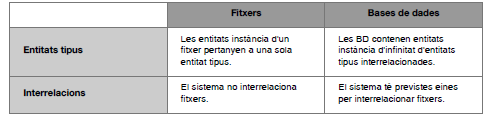 Fitxers
Bases de dades
Entitats tipus
Les entitats instància d'un
fitxer pertanyen a una sola
entitat tipus.
Les BD contenen entitats
instància d'infinitat d'entitats
tipus interrelacionades.
Interrelacions
El sistema no interrelaciona
fitxers.
El sistema té previstes eines
per interrelacionar fitxers.